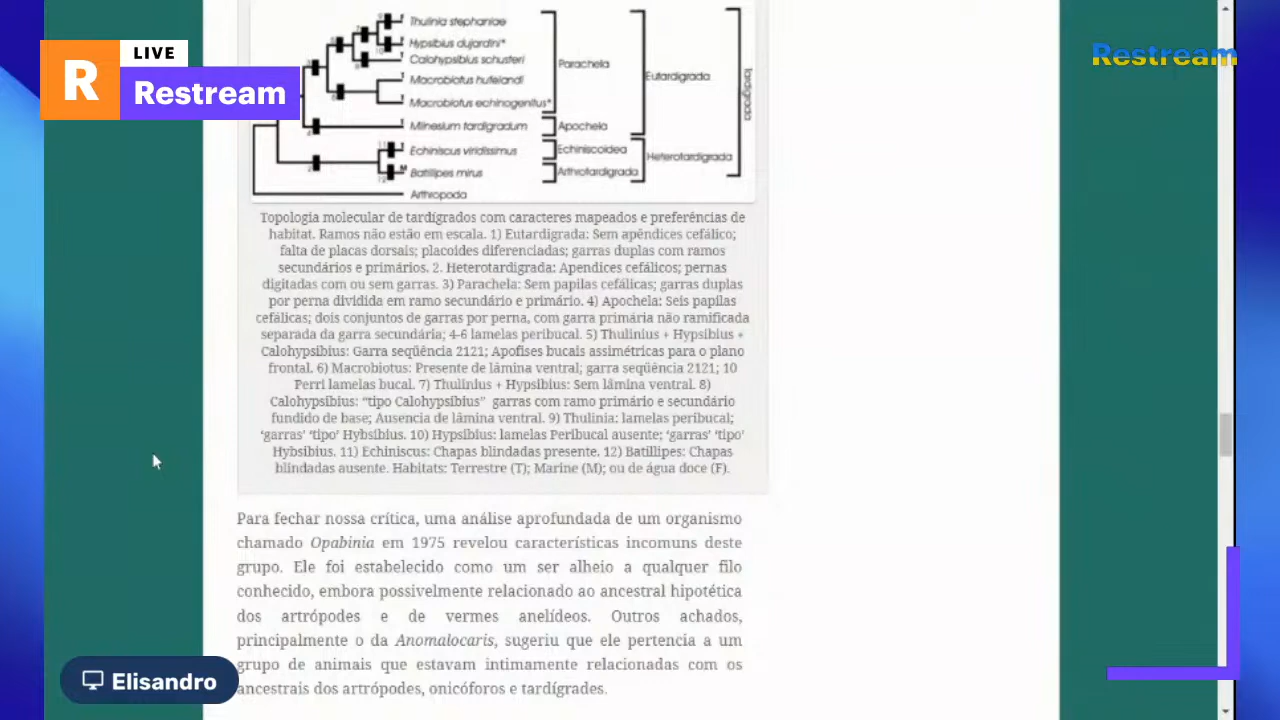 Thulinia stephaniae
Hypsibius dujardini*
Calohypsibius schusteri
Parachela
Macrobiotus hufelandi
Eutardigrada
Macrobiotus echinogenitus*
Tardigrada
Milnesium tardigradum
Apochela
Echiniscus viridissimus
Echiniscoidea
Heterotardigrada
Batillipes mirus
Arthrotardigrada
Arthropoda
R
LIVE
Restream
Restream
Topologia molecular de tardígrados com caracteres mapeados e preferências de
habitat. Ramos não estão em escala. 1) Eutardigrada: Sem apêndices cefálico;
falta de placas dorsais; placoides diferenciadas; garras duplas com ramos
secundários e primários. 2. Heterotardigrada: Apendices cefálicos; pernas
digitadas com ou sem garras. 3) Parachela: Sem papilas cefálicas; garras duplas
por perna dividida em ramo secundário e primário. 4) Apochela: Seis papilas
cefálicas; dois conjuntos de garras por perna, com garra primária não ramificada
separada da garra secundária; 4-6 lamelas peribucal. 5) Thulinius + Hypsibius +
Calohypsibius: Garra seqüência 2121; Apofises bucais assimétricas para o plano
frontal. 6) Macrobiotus: Presente de lâmina ventral; garra seqüência 2121; 10
Perri lamelas bucal. 7) Thulinius + Hypsibius: Sem lâmina ventral. 8)
Calohypsibius: “tipo Calohypsibius” garras com ramo primário e secundário
fundido de base; Ausencia de lâmina ventral. 9) Thulinia: lamelas peribucal;
‘garras’ ‘tipo’ Hybsibius. 10) Hypsibius: lamelas Peribucal ausente; ‘garras’ ‘tipo’
Hybsibius. 11) Echiniscus: Chapas blindadas presente. 12) Batillipes: Chapas
blindadas ausente. Habitats: Terrestre (T); Marine (M); ou de água doce (F).
Para fechar nossa crítica, uma análise aprofundada de um organismo
chamado Opabinia em 1975 revelou características incomuns deste
grupo. Ele foi estabelecido como um ser alheio a qualquer filo
conhecido, embora possivelmente relacionado ao ancestral hipotética
dos artrópodes e de vermes anelídeos. Outros achados,
principalmente o da Anomalocaris, sugeriu que ele pertencia a um
grupo de animais que estavam intimamente relacionadas com os
ancestrais dos artrópodes, onicóforos e tardígrades.
Elisandro